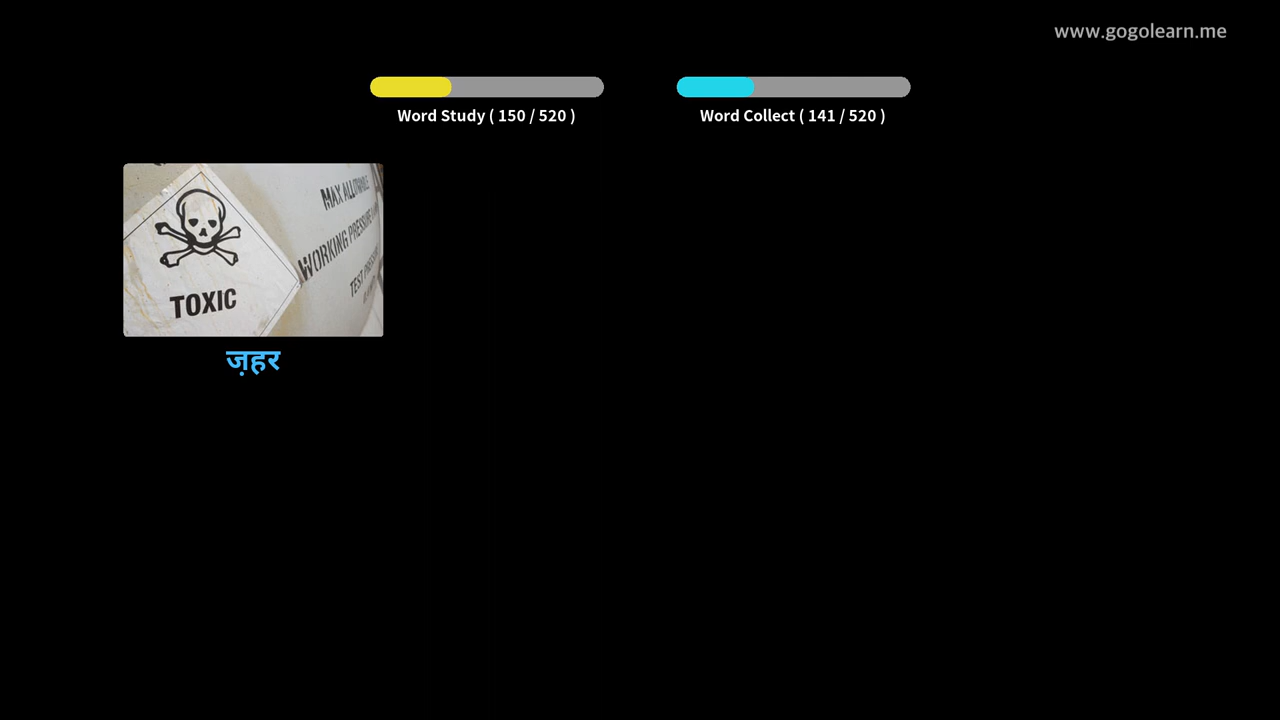 www.gogolearn.me
Word Study ( 150 / 520 )
Word Collect ( 141 / 520 )
MAX ALLOWABLE
WORKING PRESSURE
TEST
TOXIC
ज़हर